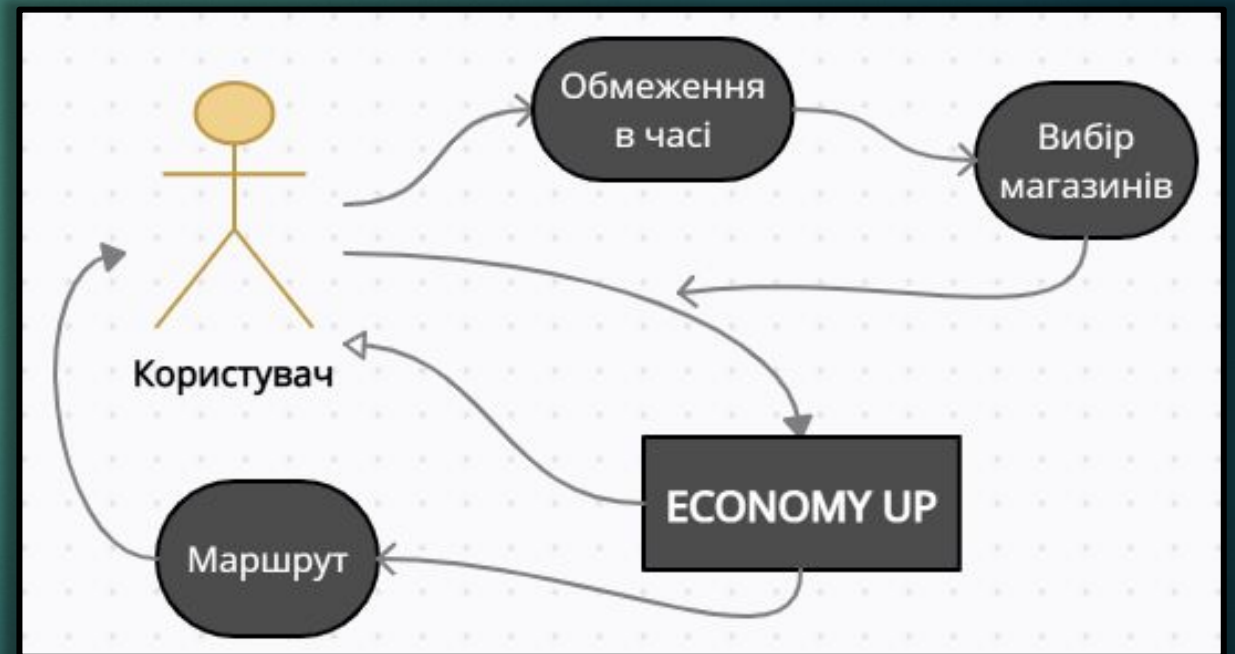 Обмеження
в часі
Вибір
магазинів
Користувач
ECONOMY UP
Маршрут